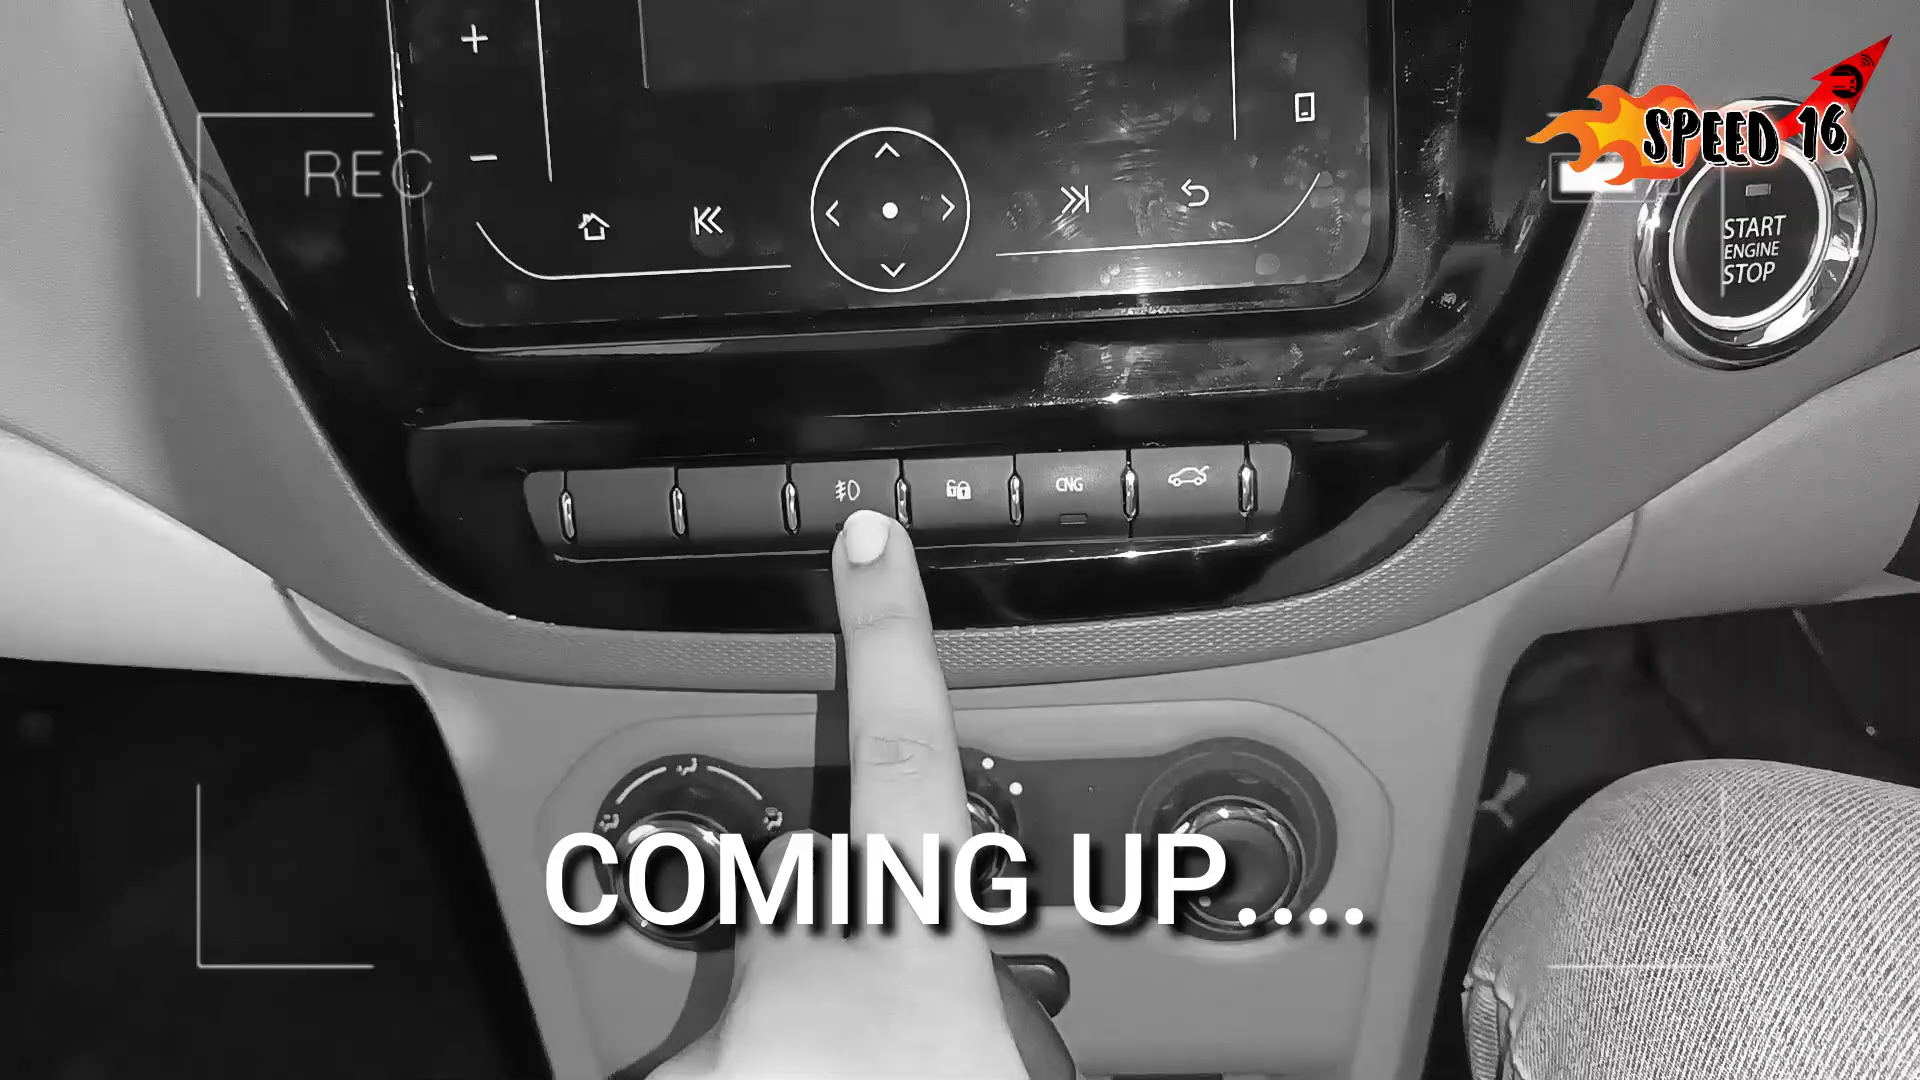 REC
SPEED 16
START
ENGINE
STOP
CNG
COMING UP....